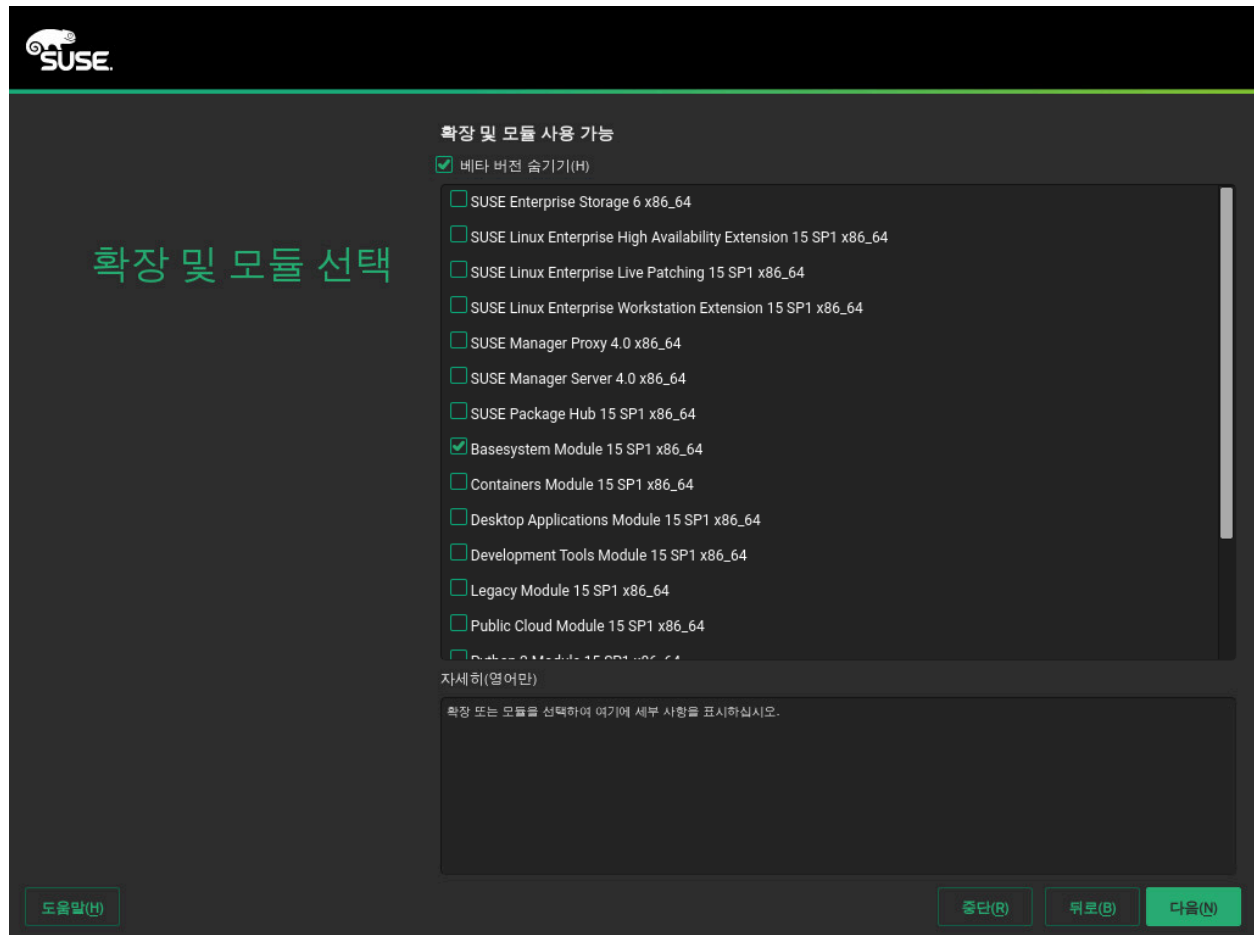 SUSE.
확장 및 모듈 선택
확장 및 모듈 사용 가능
베타 버전 숨기기(H)
SUSE Enterprise Storage 6 x86_64
SUSE Linux Enterprise High Availability Extension 15 SP1 x86_64
SUSE Linux Enterprise Live Patching 15 SP1 x86_64
SUSE Linux Enterprise Workstation Extension 15 SP1 x86_64
SUSE Manager Proxy 4.0 x86_64
SUSE Manager Server 4.0 x86_64
SUSE Package Hub 15 SP1 x86_64
Basesystem Module 15 SP1 x86_64
Containers Module 15 SP1 x86_64
Desktop Applications Module 15 SP1 x86_64
Development Tools Module 15 SP1 x86_64
Legacy Module 15 SP1 x86_64
Public Cloud Module 15 SP1 x86_64
Python 2 Module 15 SP1 x86_64
자세히(영어만)
확장 또는 모듈을 선택하여 여기에 세부 사항을 표시하십시오.
도움말(H)
중단(R)
뒤로(B)
다음(N)